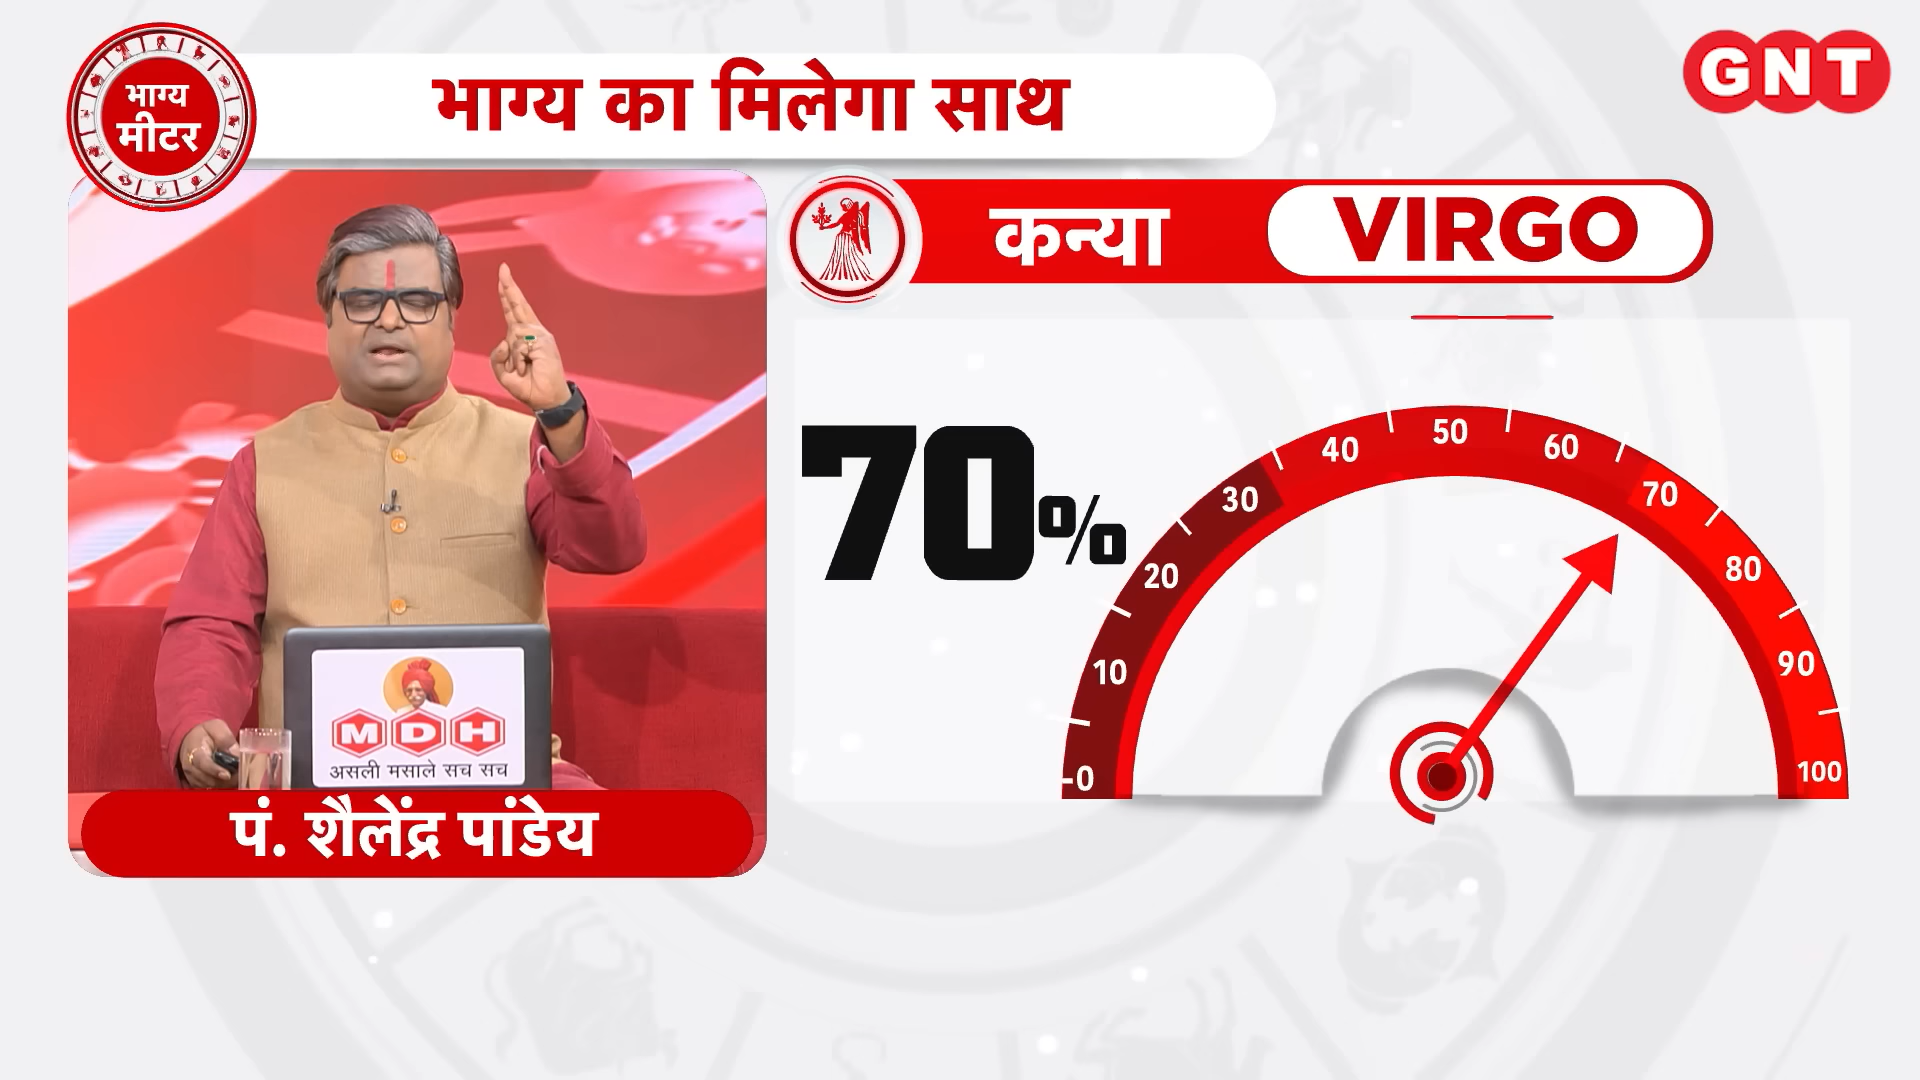 भाग्य
मीटर
भाग्य का मिलेगा साथ
GNT
कन्या
VIRGO
70%
0
10
20
30
40
50
60
70
80
90
100
MDH
असली मसाले सच सच
पं. शैलेंद्र पांडेय